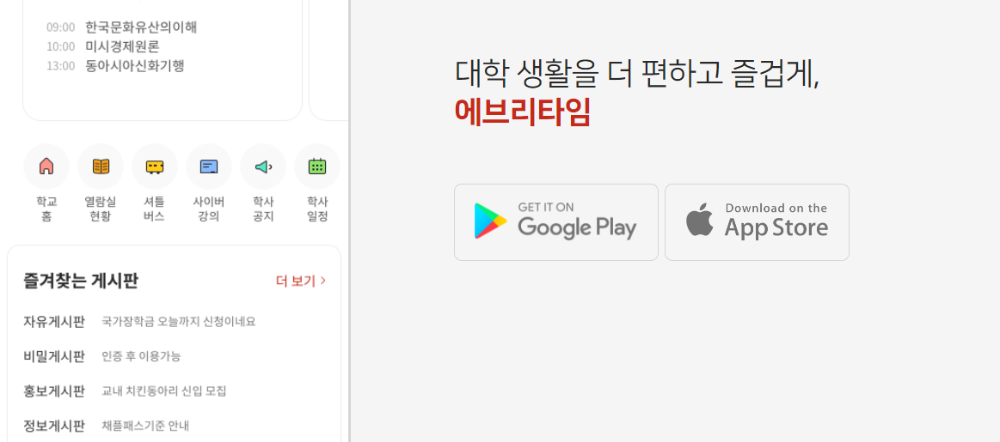 09:00 한국문화유산의이해
10:00 미시경제원론
13:00 동아시아신화기행
학교 홈
열람실 현황
셔틀 버스
사이버 강의
학사 공지
학사 일정
즐겨찾는 게시판 더 보기 >
자유게시판 국가장학금 오늘까지 신청이네요
비밀게시판 인증 후 이용가능
홍보게시판 교내 치킨동아리 신입 모집
정보게시판 채플패스기준 안내
대학 생활을 더 편하고 즐겁게,
에브리타임
GET IT ON
Google Play
Download on the
App Store